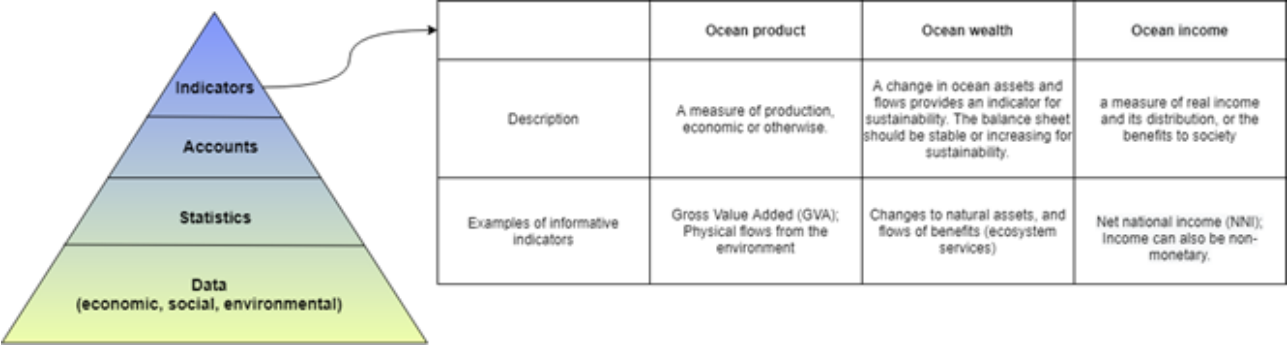 Indicators
Accounts
Statistics
Data
(economic, social, environmental)
Ocean product
Ocean wealth
Ocean income
Description
A measure of production,
economic or otherwise.
A change in ocean assets and
flows provides an indicator for
sustainability. The balance sheet
should be stable or increasing for
sustainability.
a measure of real income
and its distribution, or the
benefits to society
Examples of informative
indicators
Gross Value Added (GVA);
Physical flows from the
environment
Changes to natural assets, and
flows of benefits (ecosystem
services)
Net national income (NNI);
Income can also be non-
monetary.